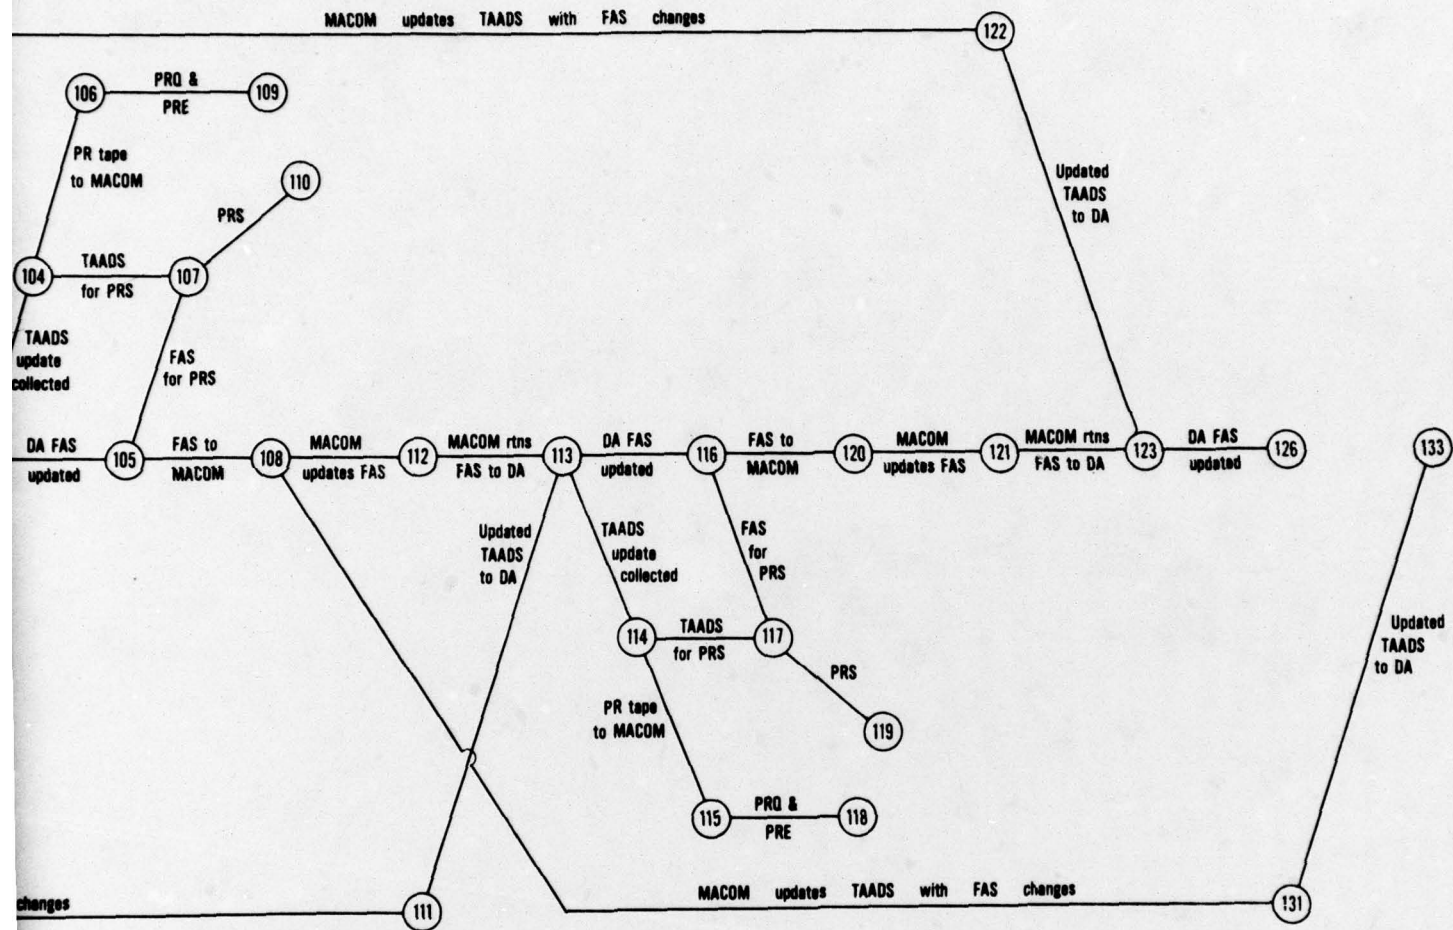 MACOM updates TAADS with FAS changes
122
106
PRQ &
PRE
109
PR tape
to MACOM
110
PRS
Updated
TAADS
to DA
104
TAADS
for PRS
107
TAADS
update
collected
FAS
for PRS
DA FAS
updated
105
FAS to
MACOM
108
MACOM
updates FAS
112
MACOM rtns
FAS to DA
113
DA FAS
updated
116
FAS to
MACOM
120
MACOM
updates FAS
121
MACOM rtns
FAS to DA
123
DA FAS
updated
126
133
Updated
TAADS
to DA
TAADS
update
collected
FAS
for
PRS
114
TAADS
for PRS
117
PRS
119
PR tape
to MACOM
Updated
TAADS
to DA
115
PRQ &
PRE
118
changes
111
MACOM updates TAADS with FAS changes
131